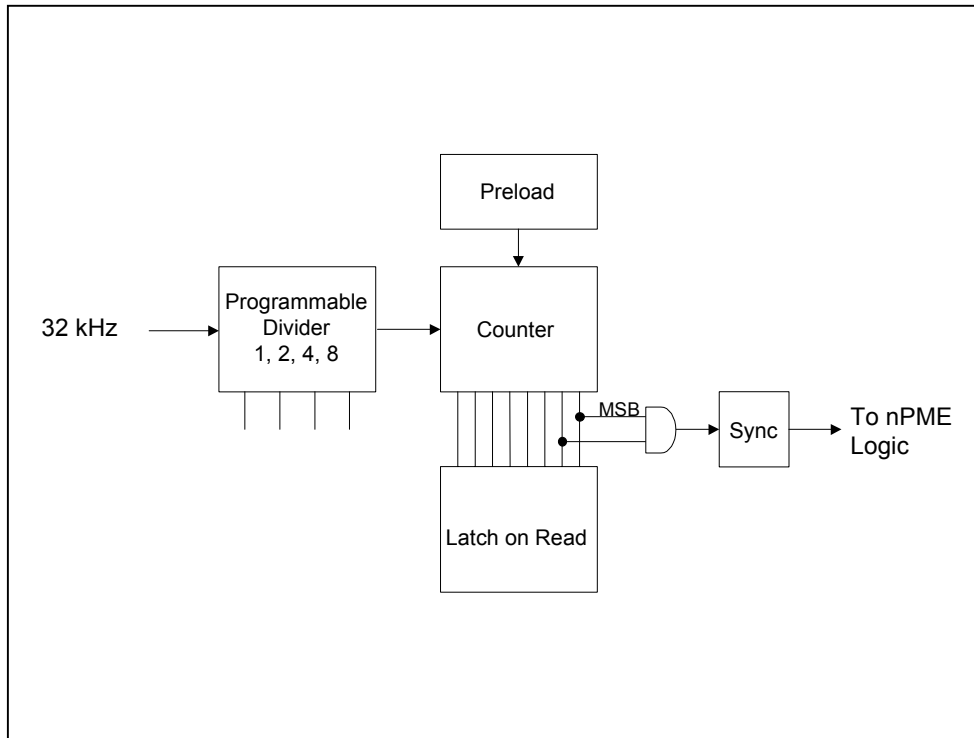 Preload
32 kHz
Programmable
Divider
1, 2, 4, 8
Counter
MSB
Sync
To nPME
Logic
Latch on Read